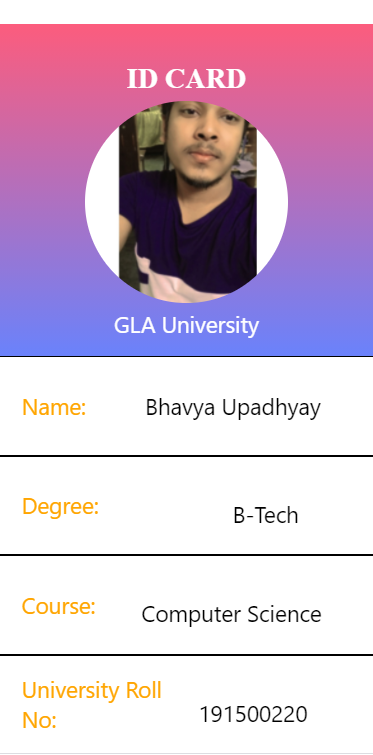 ID CARD
GLA University
Name: Bhavya Upadhyay
Degree: B-Tech
Course: Computer Science
University Roll
No: 191500220